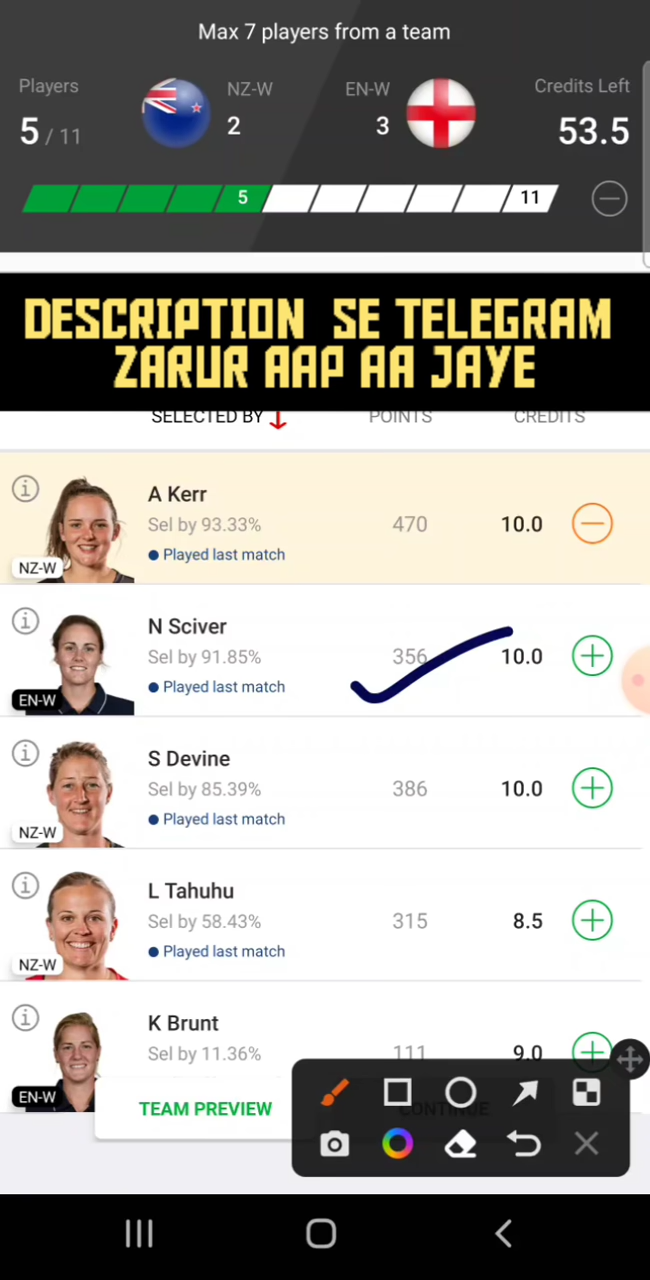 Max 7 players from a team
Players NZ-W EN-W Credits Left
5 / 11 2 3 53.5
5 11
DESCRIPTION SE TELEGRAM
ZARUR AAP AA JAYE
SELECTED BY POINTS CREDITS
A Kerr
Sel by 93.33% 470 10.0
Played last match
NZ-W
N Sciver
Sel by 91.85% 356 10.0
Played last match
EN-W
S Devine
Sel by 85.39% 386 10.0
Played last match
NZ-W
L Tahuhu
Sel by 58.43% 315 8.5
Played last match
NZ-W
K Brunt
Sel by 11.36% 111 9.0
EN-W
TEAM PREVIEW CONTINUE